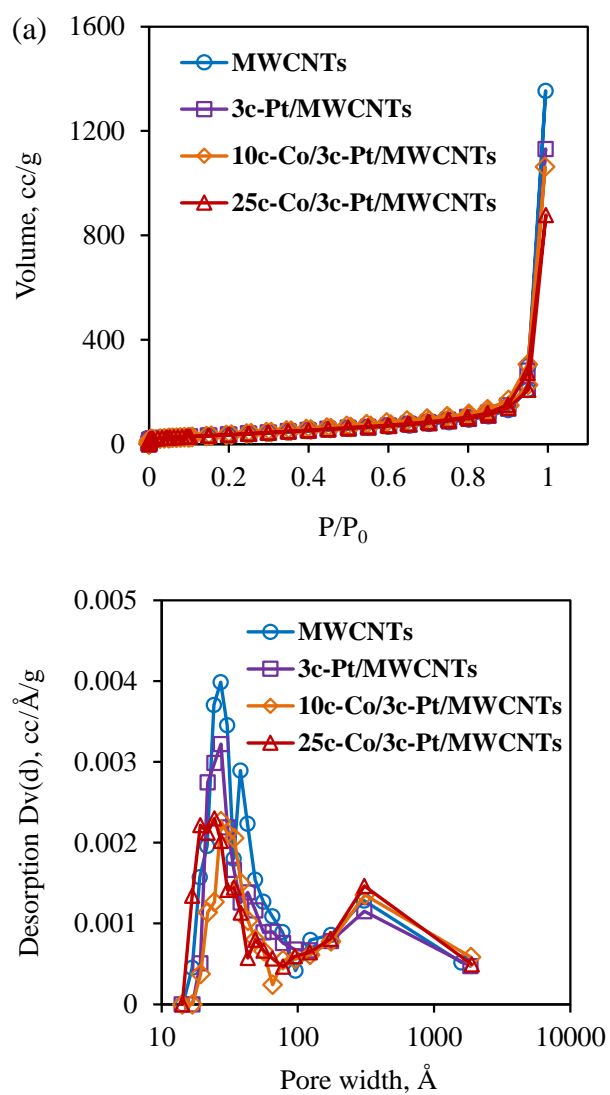 (a)
1600
1200
800
400
0
Volume, cc/g
MWCNTs
3c-Pt/MWCNTs
10c-Co/3c-Pt/MWCNTs
25c-Co/3c-Pt/MWCNTs
0 0.2 0.4 0.6 0.8 1
P/P₀
0.005
0.004
0.003
0.002
0.001
0
Desorption Dv(d), cc/Å/g
MWCNTs
3c-Pt/MWCNTs
10c-Co/3c-Pt/MWCNTs
25c-Co/3c-Pt/MWCNTs
10 100 1000 10000
Pore width, Å